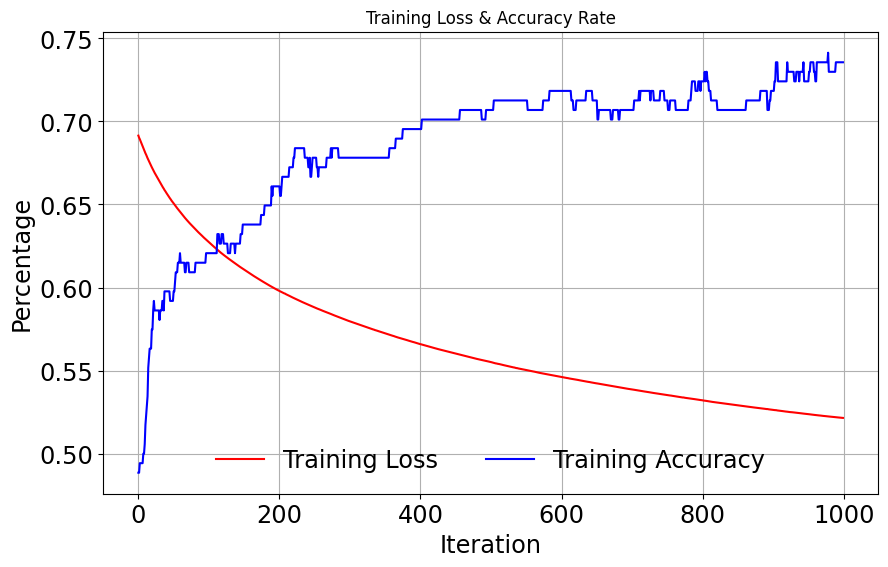 Training Loss & Accuracy Rate
Percentage
0.75
0.70
0.65
0.60
0.55
0.50
Training Loss
Training Accuracy
0
200
400
600
800
1000
Iteration